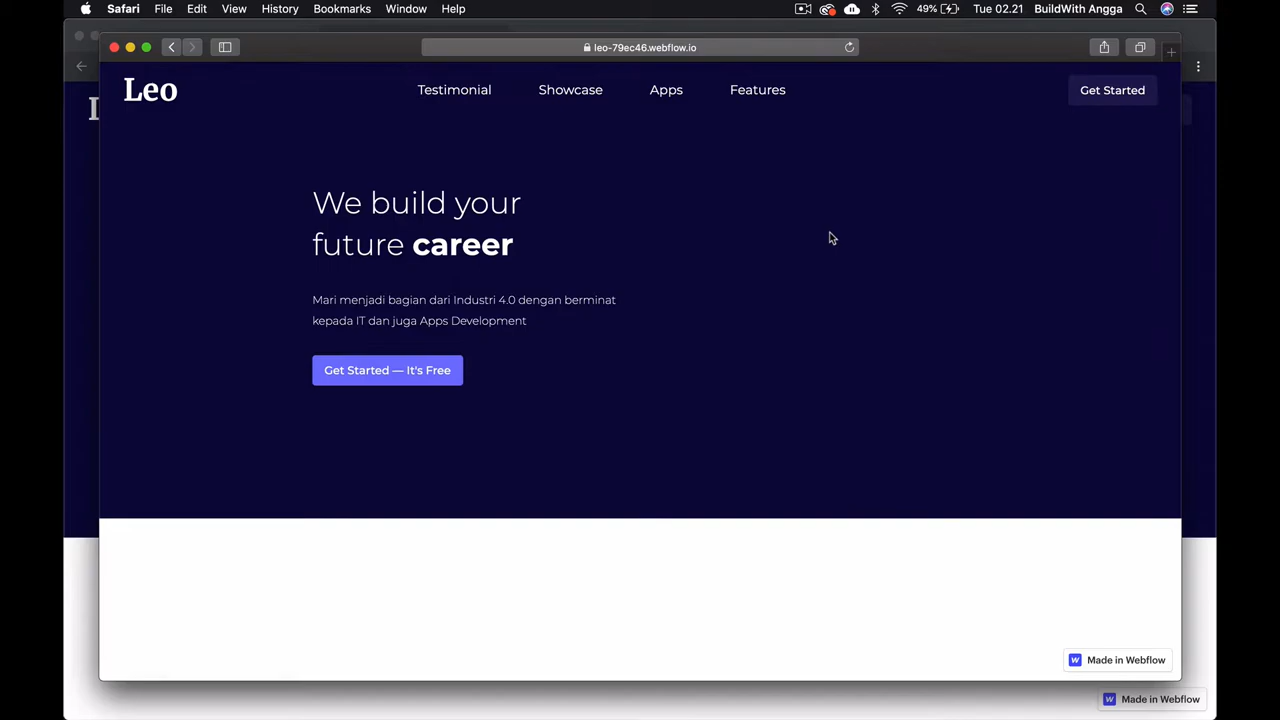 Safari File Edit View History Bookmarks Window Help 49% Tue 02.21 BuildWith Angga
leo-79ec46.webflow.io
Leo Testimonial Showcase Apps Features Get Started
We build your
future career
Mari menjadi bagian dari Industri 4.0 dengan berminat
kepada IT dan juga Apps Development
Get Started — It's Free
Made in Webflow
Made in Webflow